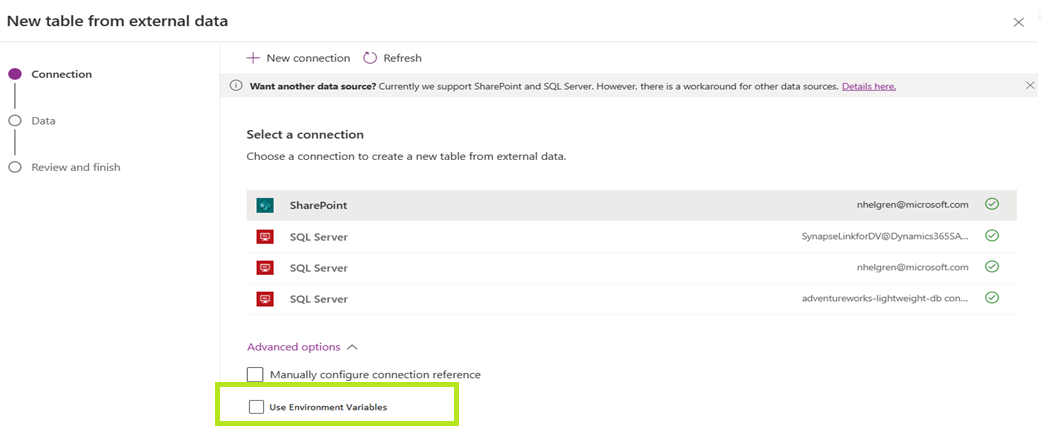 New table from external data
New connection Refresh
Connection
Want another data source? Currently we support SharePoint and SQL Server. However, there is a workaround for other data sources. Details here.
Data
Select a connection
Choose a connection to create a new table from external data.
Review and finish
SharePoint nhelgren@microsoft.com
SQL Server SynapseLinkforDV@Dynamics365SA...
SQL Server nhelgren@microsoft.com
SQL Server adventureworks-lightweight-db con...
Advanced options
Manually configure connection reference
Use Environment Variables